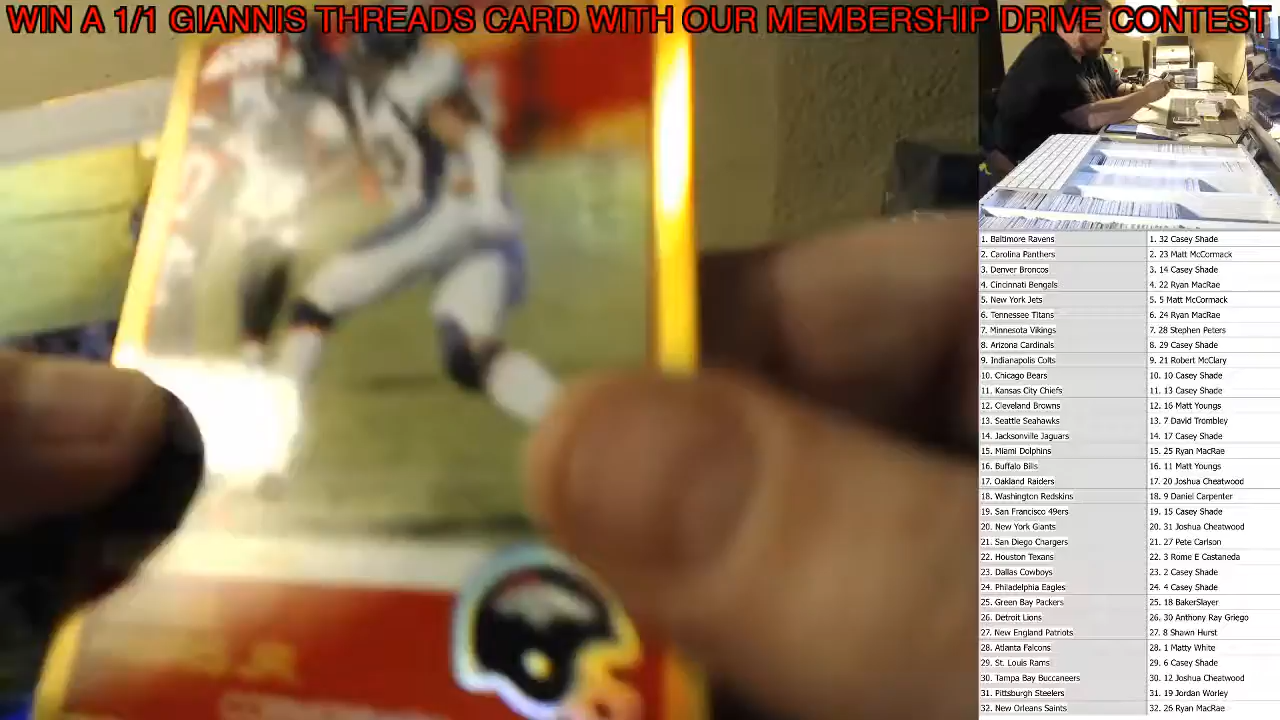 WIN A 1/1 GIANNIS THREADS CARD WITH OUR MEMBERSHIP DRIVE CONTEST
1. Baltimore Ravens 1. 32 Casey Shade
2. Carolina Panthers 2. 23 Matt McCormack
3. Denver Broncos 3. 14 Casey Shade
4. Cincinnati Bengals 4. 22 Ryan MacRae
5. New York Jets 5. 5 Matt McCormack
6. Tennessee Titans 6. 24 Ryan MacRae
7. Minnesota Vikings 7. 28 Stephen Peters
8. Arizona Cardinals 8. 29 Casey Shade
9. Indianapolis Colts 9. 21 Robert McClary
10. Chicago Bears 10. 10 Casey Shade
11. Kansas City Chiefs 11. 13 Casey Shade
12. Cleveland Browns 12. 16 Matt Youngs
13. Seattle Seahawks 13. 7 David Trombley
14. Jacksonville Jaguars 14. 17 Casey Shade
15. Miami Dolphins 15. 25 Ryan MacRae
16. Buffalo Bills 16. 11 Matt Youngs
17. Oakland Raiders 17. 20 Joshua Cheatwood
18. Washington Redskins 18. 9 Daniel Carpenter
19. San Francisco 49ers 19. 15 Casey Shade
20. New York Giants 20. 31 Joshua Cheatwood
21. San Diego Chargers 21. 27 Pete Carlson
22. Houston Texans 22. 3 Rome E Castaneda
23. Dallas Cowboys 23. 2 Casey Shade
24. Philadelphia Eagles 24. 4 Casey Shade
25. Green Bay Packers 25. 18 BakerSlayer
26. Detroit Lions 26. 30 Anthony Ray Griego
27. New England Patriots 27. 8 Shawn Hurst
28. Atlanta Falcons 28. 1 Matty White
29. St. Louis Rams 29. 6 Casey Shade
30. Tampa Bay Buccaneers 30. 12 Joshua Cheatwood
31. Pittsburgh Steelers 31. 19 Jordan Worley
32. New Orleans Saints 32. 26 Ryan MacRae
JR.